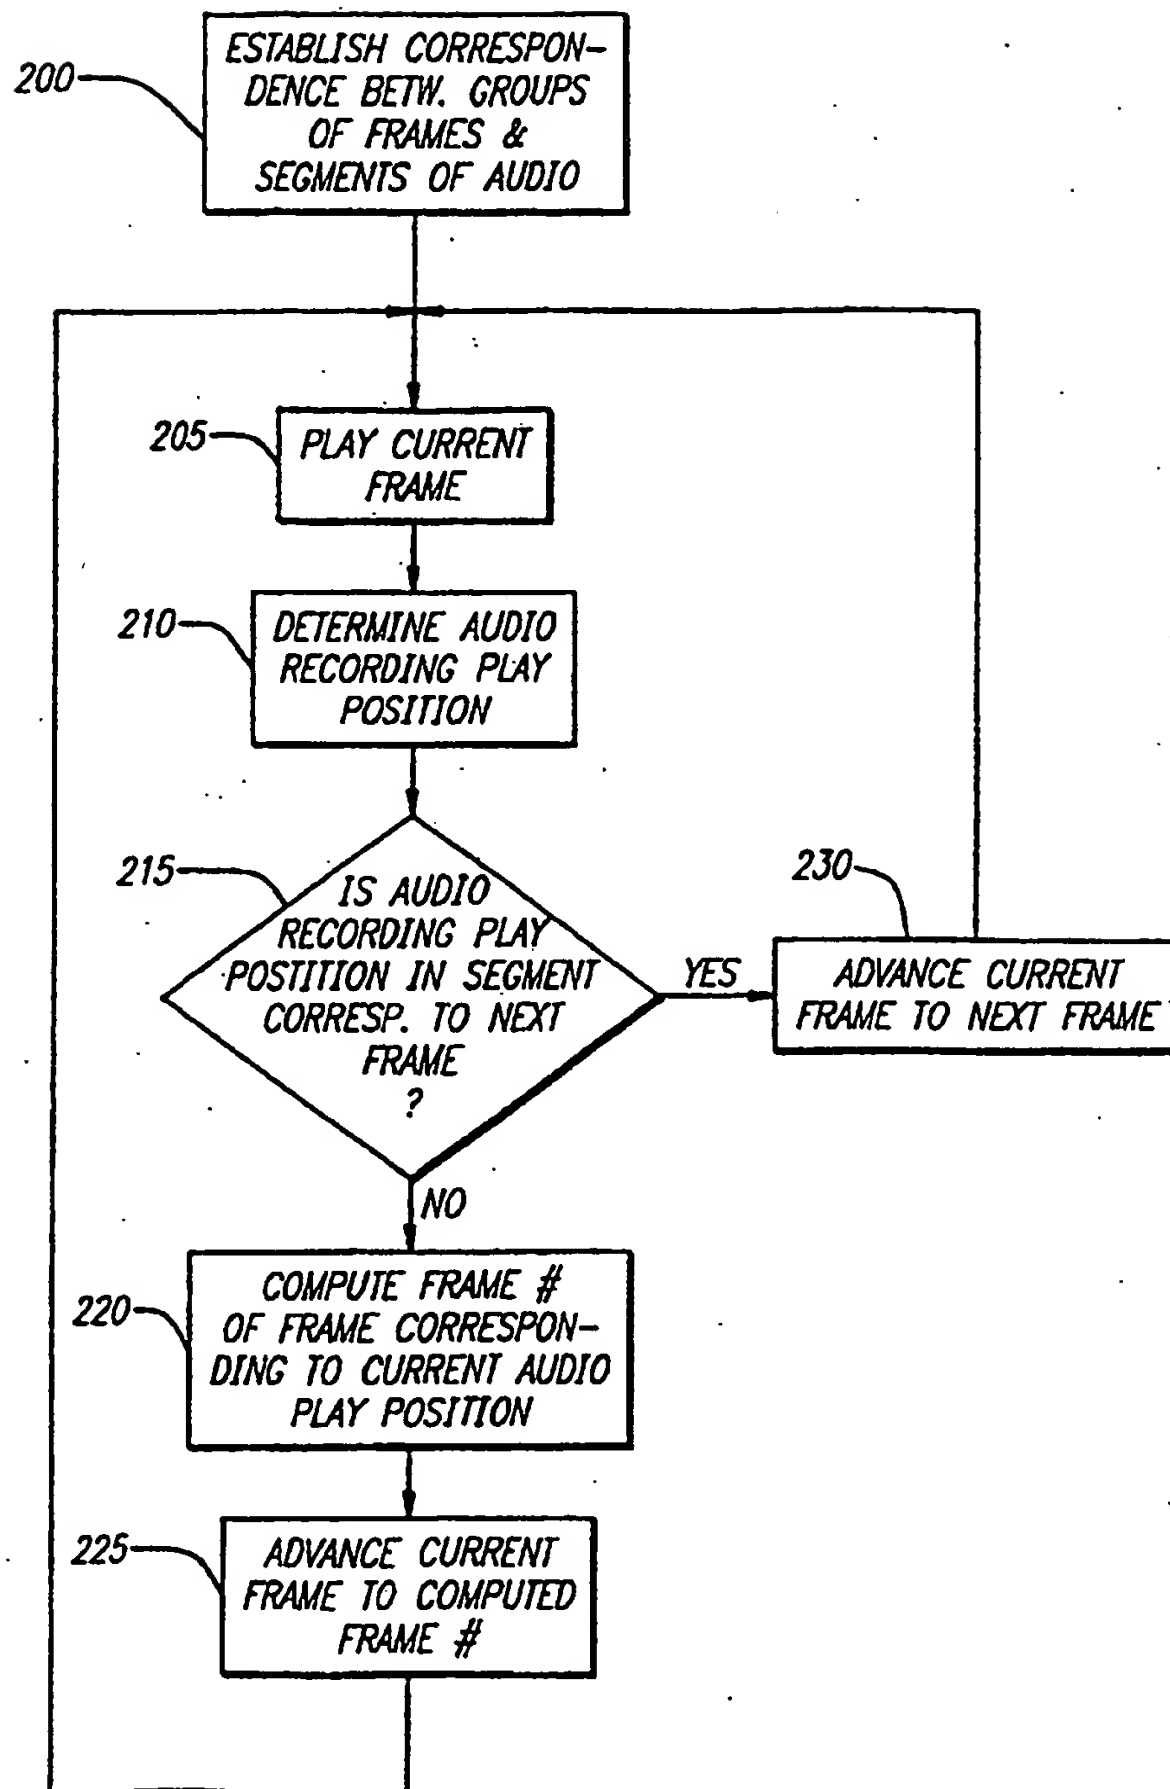 200
ESTABLISH CORRESPON-
DENCE BETW. GROUPS
OF FRAMES &
SEGMENTS OF AUDIO
205
PLAY CURRENT
FRAME
210
DETERMINE AUDIO
RECORDING PLAY
POSITION
215
IS AUDIO
RECORDING PLAY
POSTITION IN SEGMENT
CORRESP. TO NEXT
FRAME
?
YES
230
ADVANCE CURRENT
FRAME TO NEXT FRAME
NO
220
COMPUTE FRAME #
OF FRAME CORRESPON-
DING TO CURRENT AUDIO
PLAY POSITION
225
ADVANCE CURRENT
FRAME TO COMPUTED
FRAME #